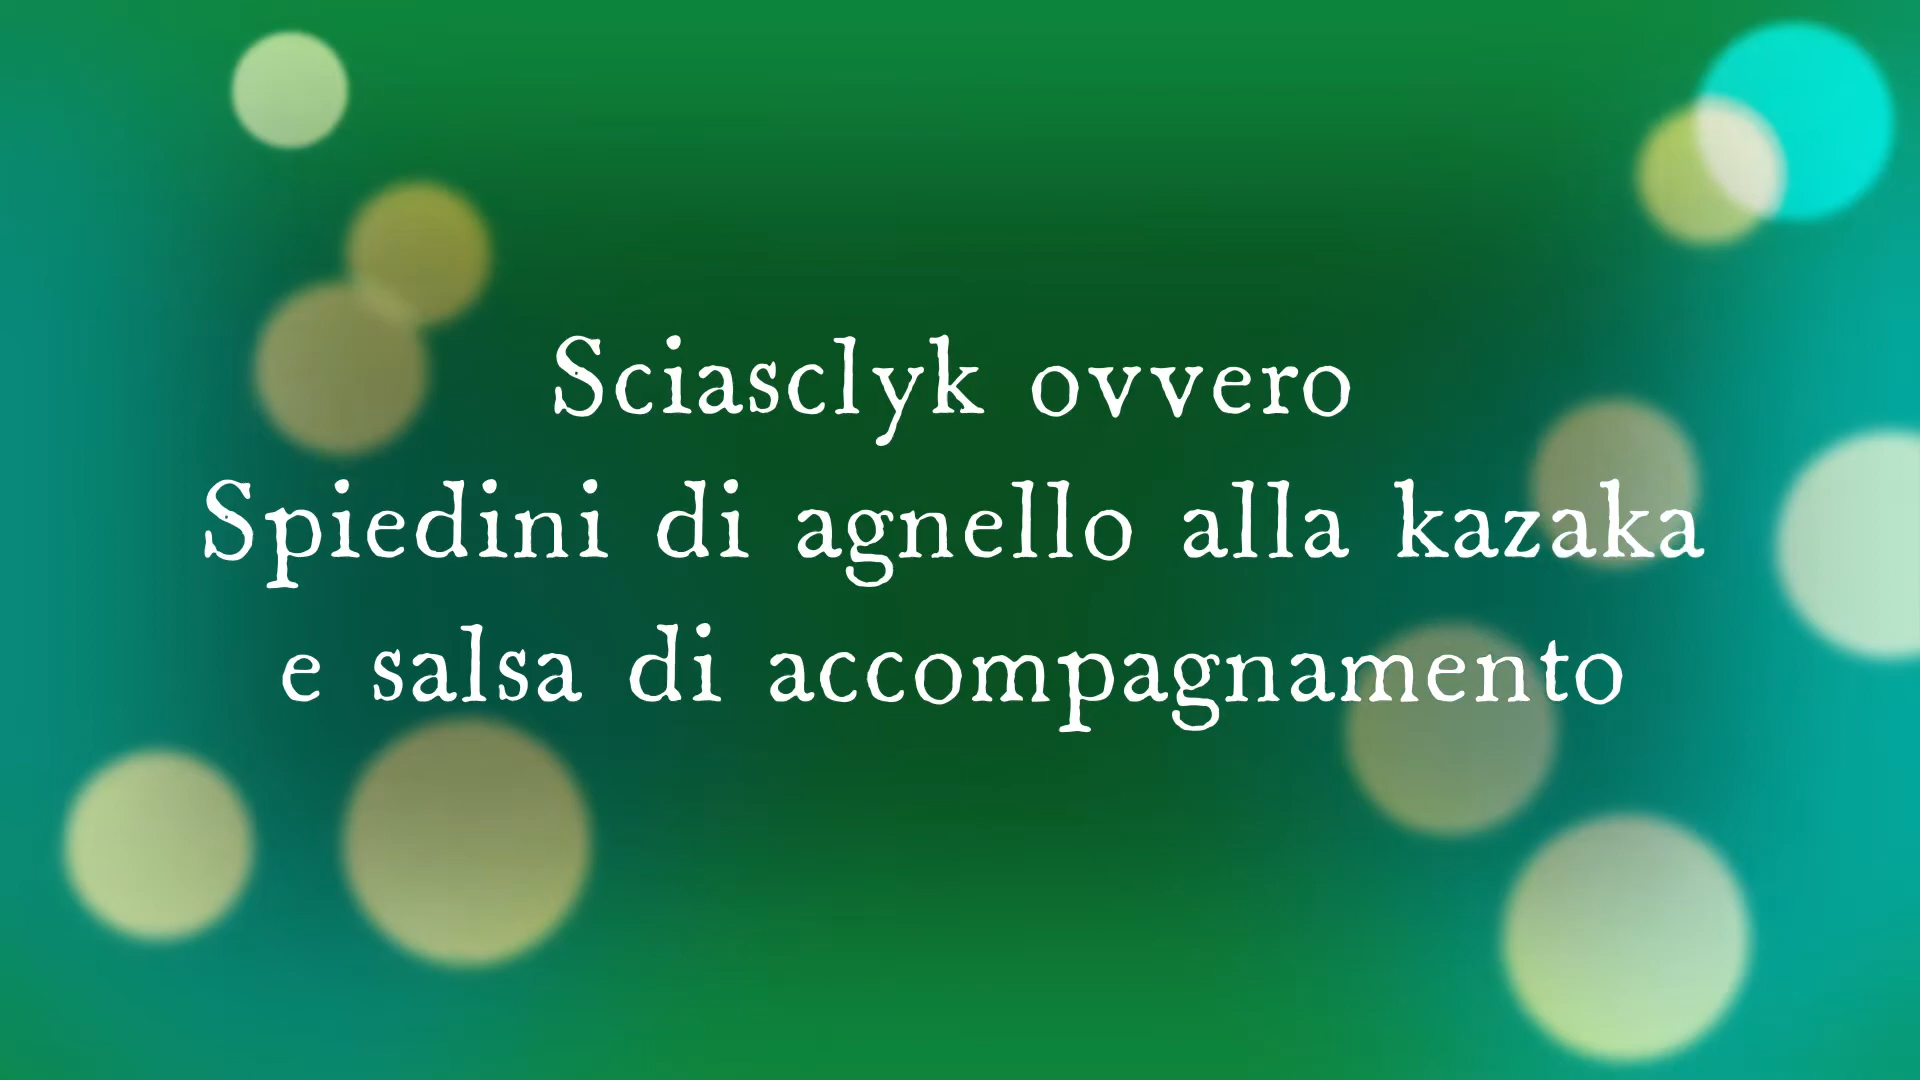 Sciasclyk ovvero
Spiedini di agnello alla kazaka
e salsa di accompagnamento